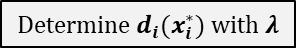 Determine 𝒅ᵢ(𝒙ᵢ*) with 𝝀